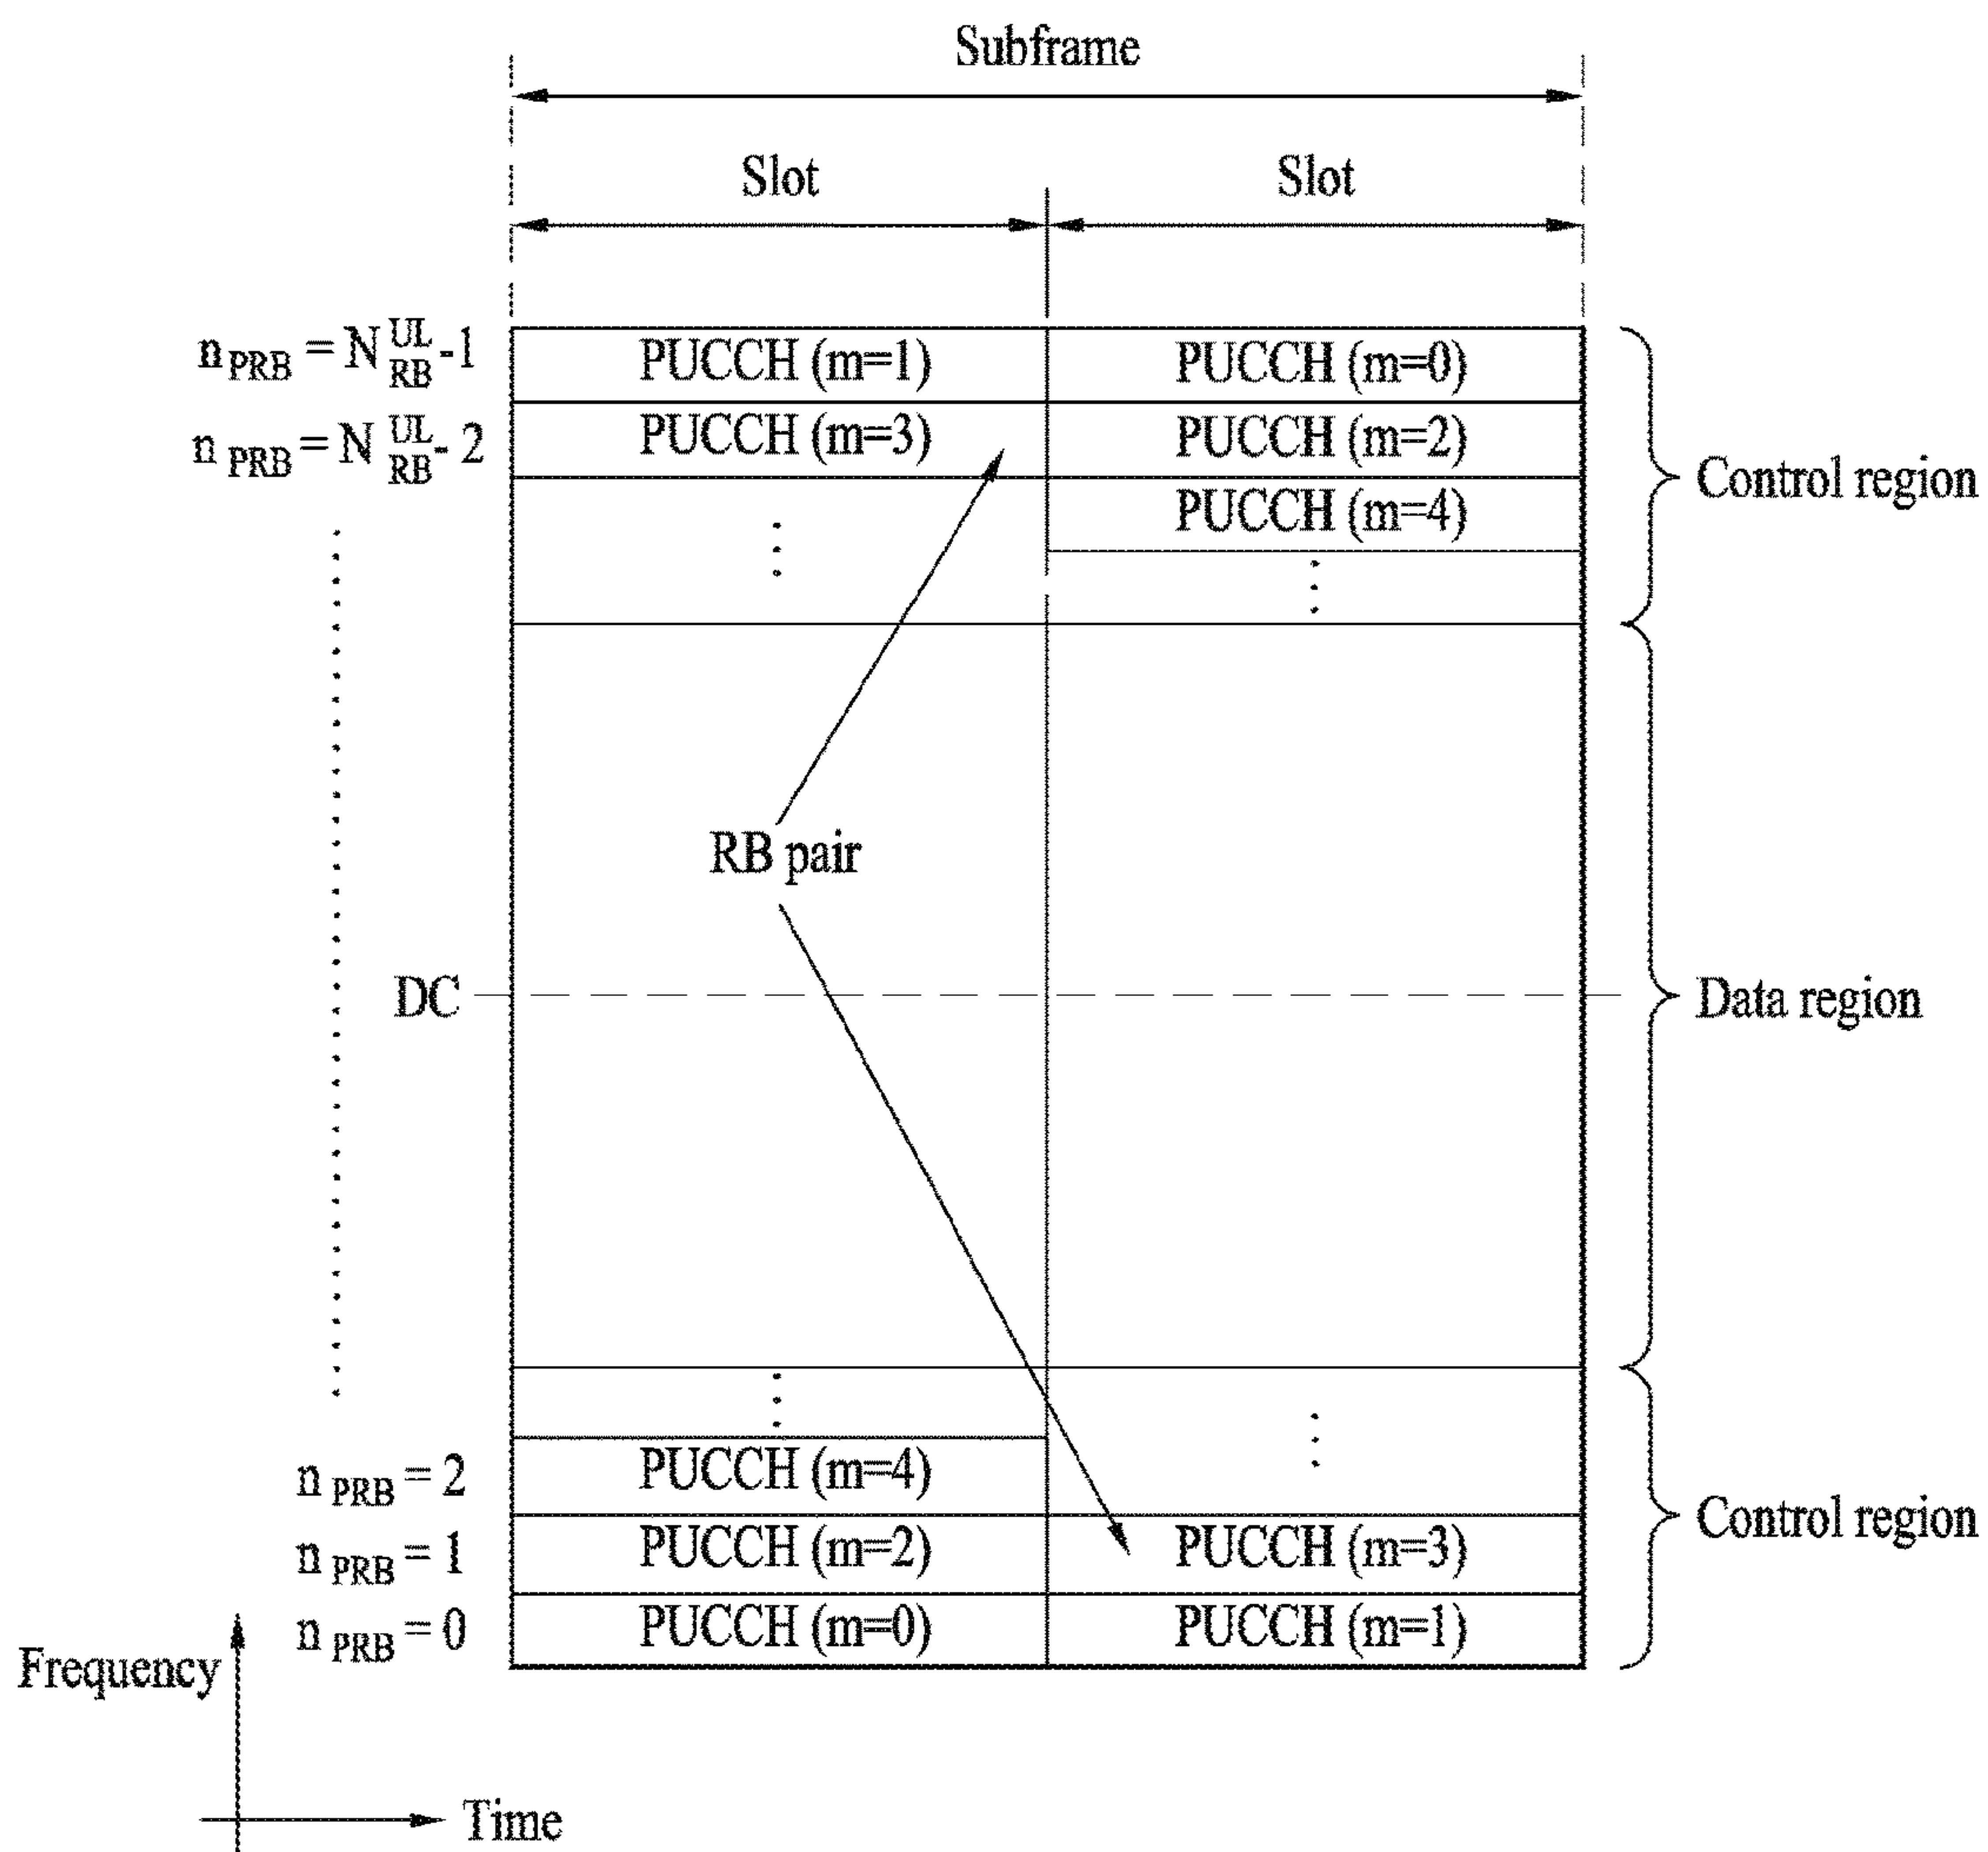 Subframe
Slot Slot
n PRB = N UL RB -1 PUCCH (m=1) PUCCH (m=0)
n PRB = N UL RB - 2 PUCCH (m=3) PUCCH (m=2)
Control region
PUCCH (m=4)
RB pair
DC
Data region
n PRB = 2 PUCCH (m=4)
Control region
n PRB = 1 PUCCH (m=2) PUCCH (m=3)
n PRB = 0 PUCCH (m=0) PUCCH (m=1)
Frequency
Time